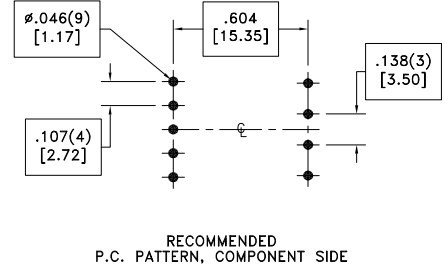 ø.046(9)
[1.17]
.604
[15.35]
.138(3)
[3.50]
.107(4)
[2.72]
℄
RECOMMENDED
P.C. PATTERN, COMPONENT SIDE